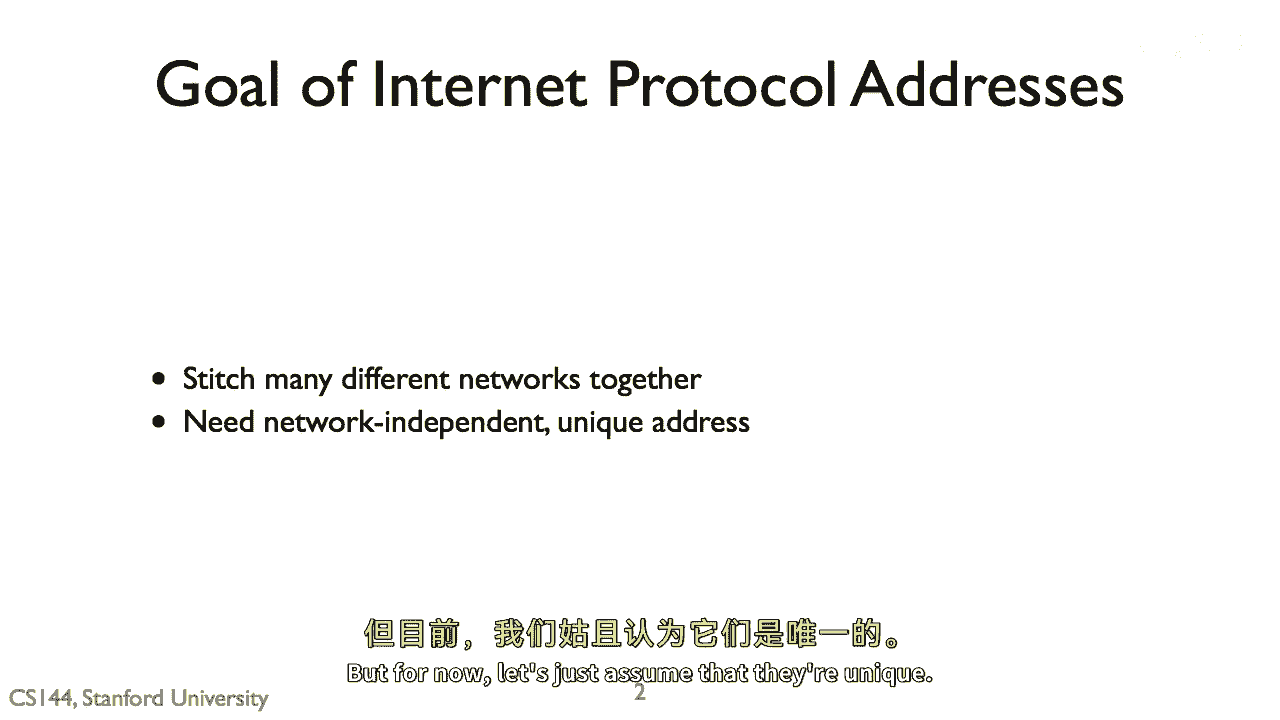 Goal of Internet Protocol Addresses
• Stitch many different networks together
• Need network-independent, unique address
但目前，我们姑且认为它们是唯一的。
But for now, let's just assume that they're unique.
CS144, Stanford University
2